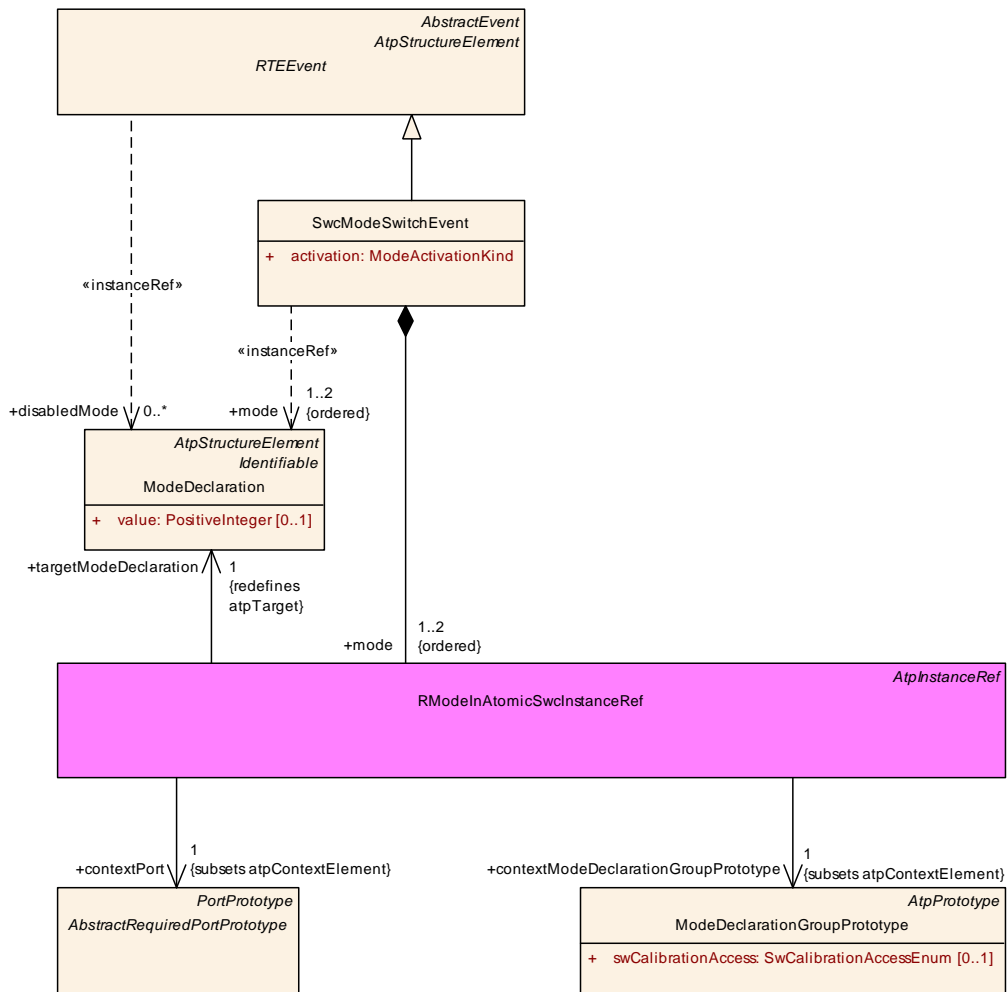 AbstractEvent
AtpStructureElement
RTEEvent
SwcModeSwitchEvent
+ activation: ModeActivationKind
«instanceRef»
«instanceRef»
+disabledMode 0..*
+mode 1..2
{ordered}
AtpStructureElement
Identifiable
ModeDeclaration
+ value: PositiveInteger [0..1]
+targetModeDeclaration 1
{redefines
atpTarget}
+mode 1..2
{ordered}
AtpInstanceRef
RModeInAtomicSwcInstanceRef
+contextPort 1
{subsets atpContextElement}
+contextModeDeclarationGroupPrototype 1
{subsets atpContextElement}
PortPrototype
AbstractRequiredPortPrototype
AtpPrototype
ModeDeclarationGroupPrototype
+ swCalibrationAccess: SwCalibrationAccessEnum [0..1]